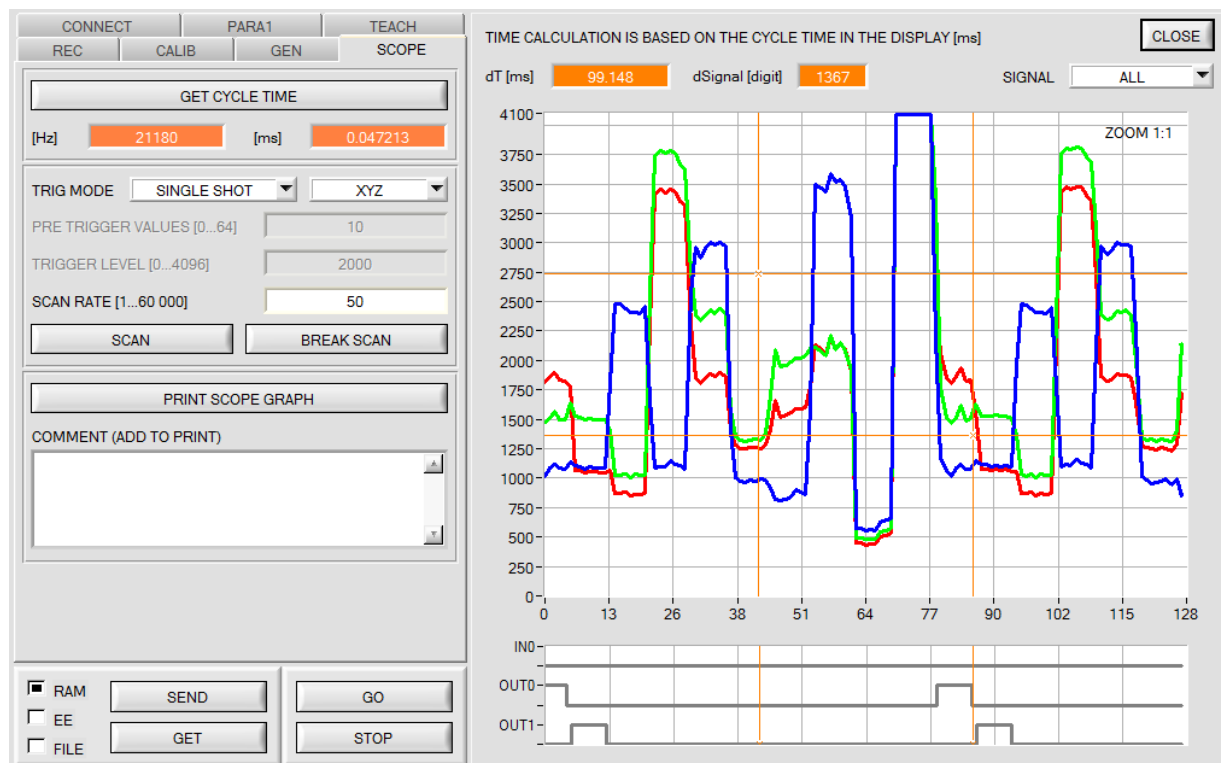 CONNECT PARA1 TEACH
REC CALIB GEN SCOPE
GET CYCLE TIME
[Hz] 21180 [ms] 0.047213
TRIG MODE SINGLE SHOT XYZ
PRE TRIGGER VALUES [0...64] 10
TRIGGER LEVEL [0...4096] 2000
SCAN RATE [1...60 000] 50
SCAN BREAK SCAN
PRINT SCOPE GRAPH
COMMENT (ADD TO PRINT)
RAM
EE
FILE
SEND GO
GET STOP
TIME CALCULATION IS BASED ON THE CYCLE TIME IN THE DISPLAY [ms] CLOSE
dT [ms] 99.148 dSignal [digit] 1367 SIGNAL ALL
ZOOM 1:1
4100
3750
3500
3250
3000
2750
2500
2250
2000
1750
1500
1250
1000
750
500
250
0
0 13 26 38 51 64 77 90 102 115 128
IN0
OUT0
OUT1